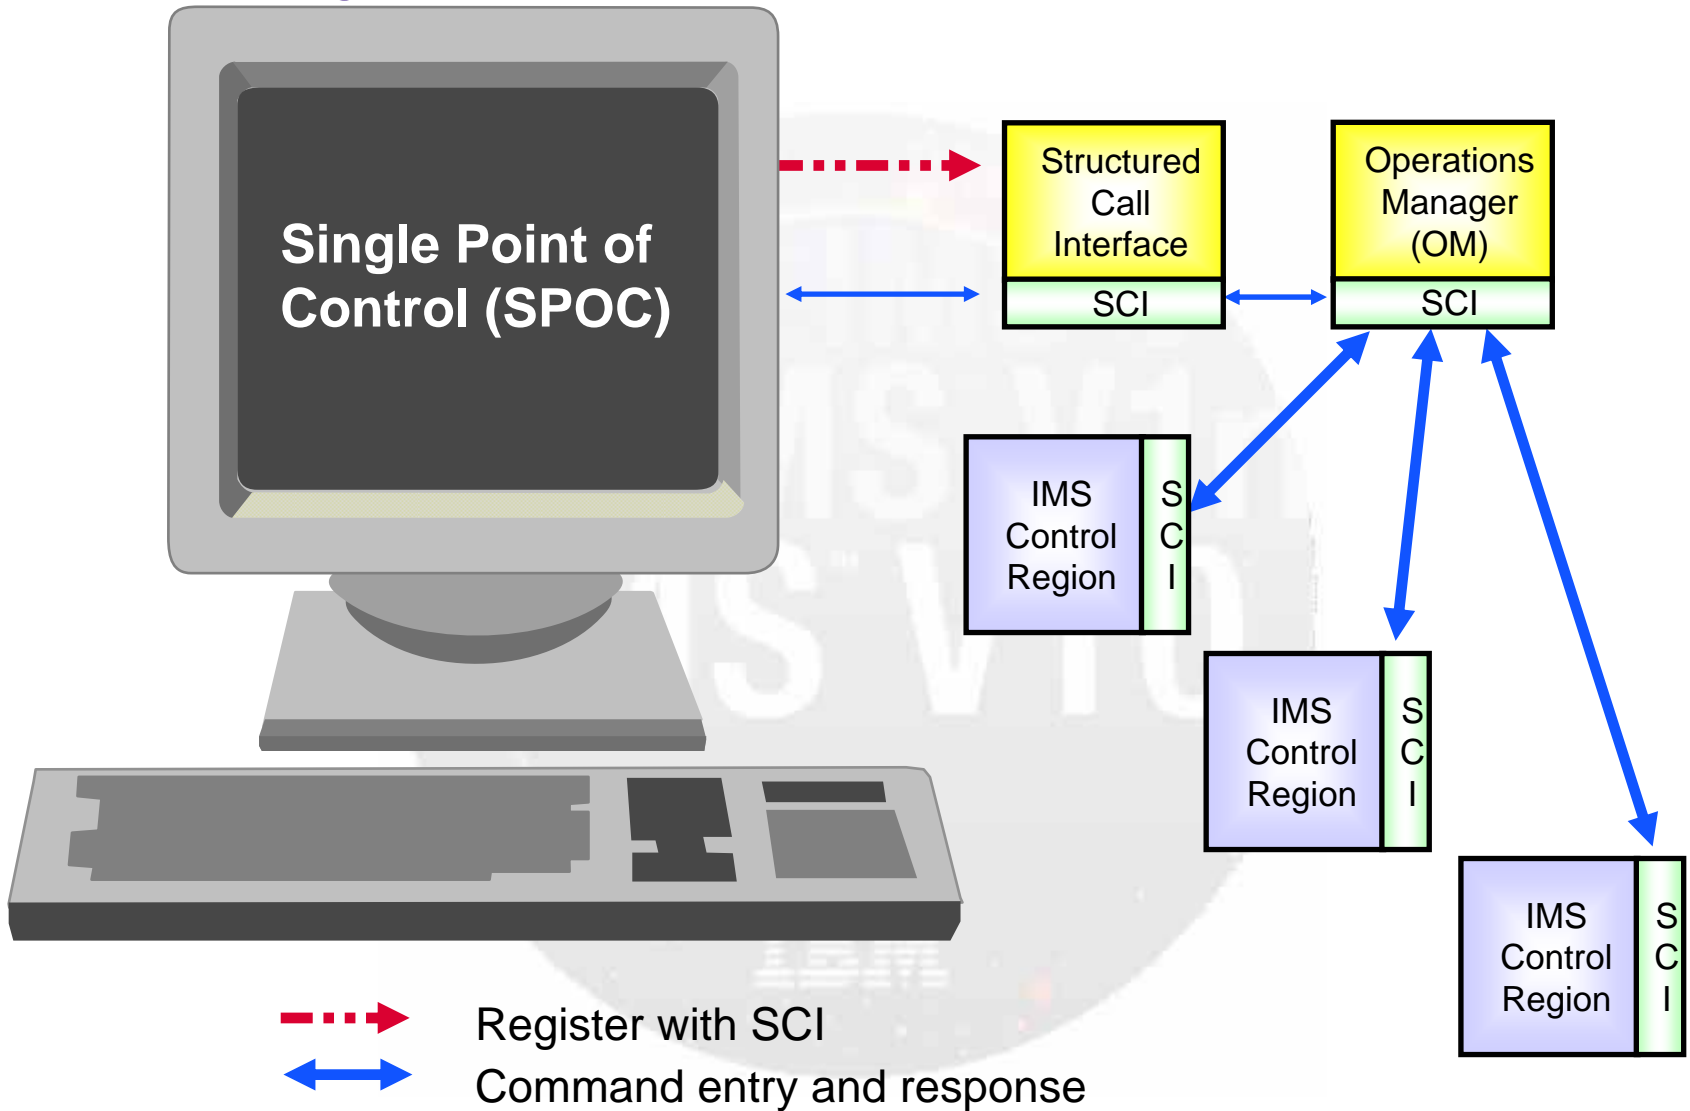 Single Point of
Control (SPOC)
Structured
Call
Interface
SCI
Operations
Manager
(OM)
SCI
IMS
Control
Region
S
C
I
IMS
Control
Region
S
C
I
IMS
Control
Region
S
C
I
IBM
Register with SCI
Command entry and response